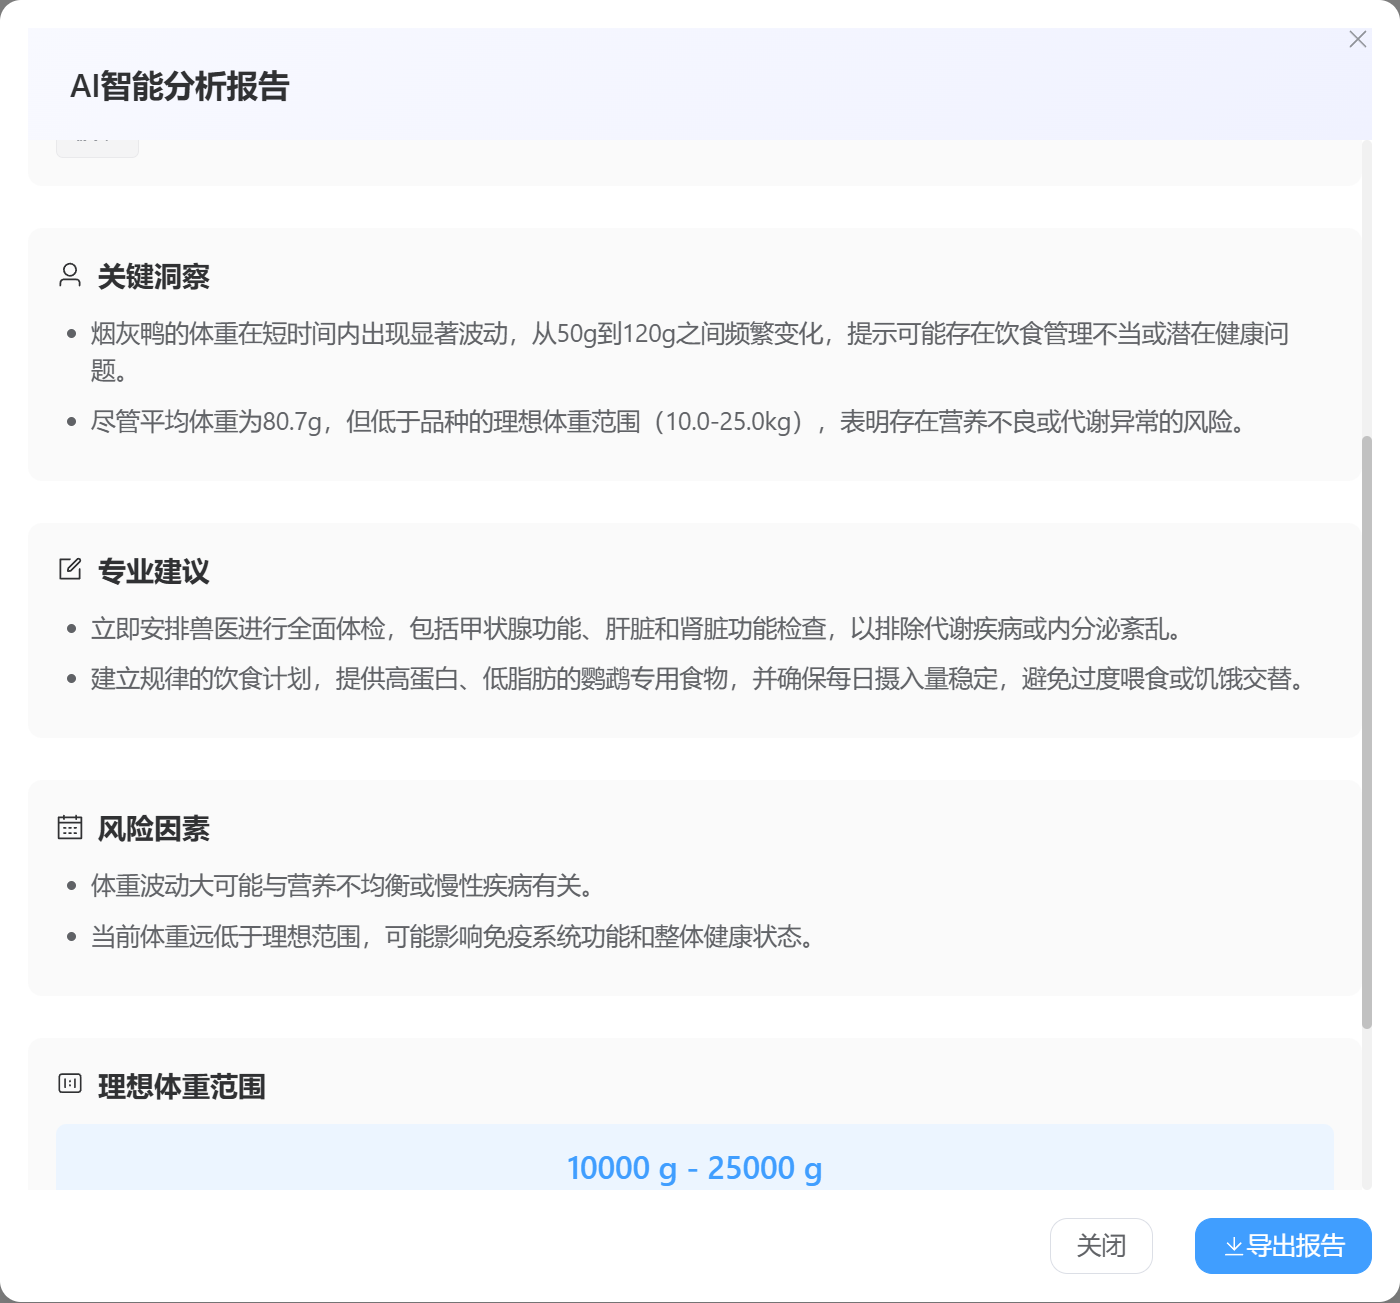 AI智能分析报告
关键洞察
烟灰鸭的体重在短时间内出现显著波动，从50g到120g之间频繁变化，提示可能存在饮食管理不当或潜在健康问
题。
尽管平均体重为80.7g，但低于品种的理想体重范围（10.0-25.0kg），表明存在营养不良或代谢异常的风险。
专业建议
立即安排兽医进行全面体检，包括甲状腺功能、肝脏和肾脏功能检查，以排除代谢疾病或内分泌紊乱。
建立规律的饮食计划，提供高蛋白、低脂肪的鹦鹉专用食物，并确保每日摄入量稳定，避免过度喂食或饥饿交替。
风险因素
体重波动大可能与营养不均衡或慢性疾病有关。
当前体重远低于理想范围，可能影响免疫系统功能和整体健康状态。
理想体重范围
10000 g - 25000 g
关闭
导出报告